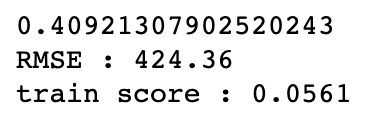 0.40921307902520243
RMSE : 424.36
train score : 0.0561